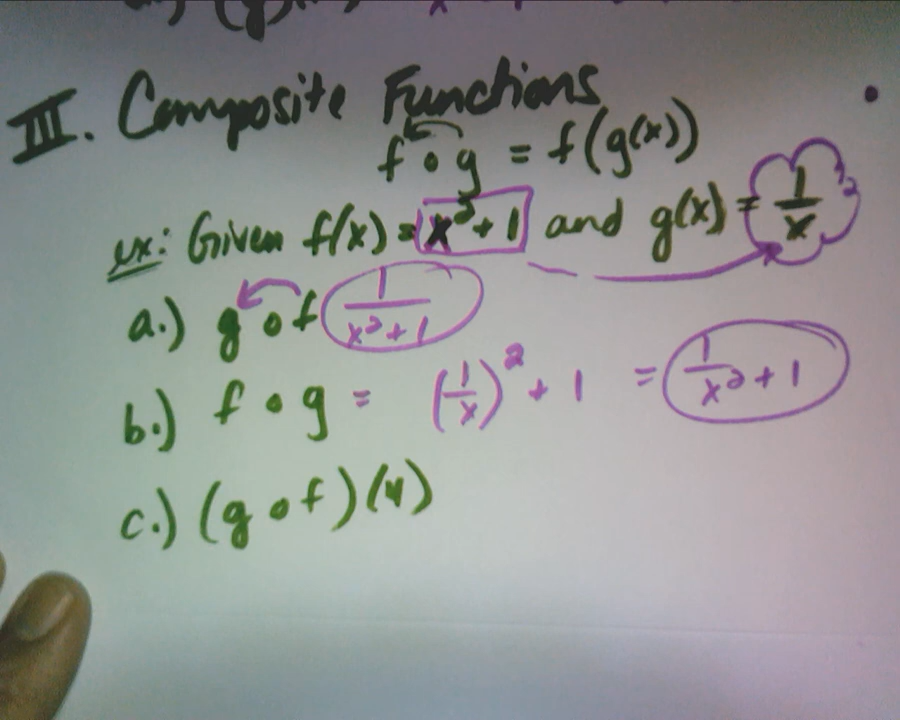 III. Composite Functions
f ∘ g = f(g(x))
ex: Given f(x) = x² + 1 and g(x) = 1/x
a.) g ∘ f 1/(x² + 1)
b.) f ∘ g = (1/x)² + 1 = 1/x² + 1
c.) (g ∘ f)(4)